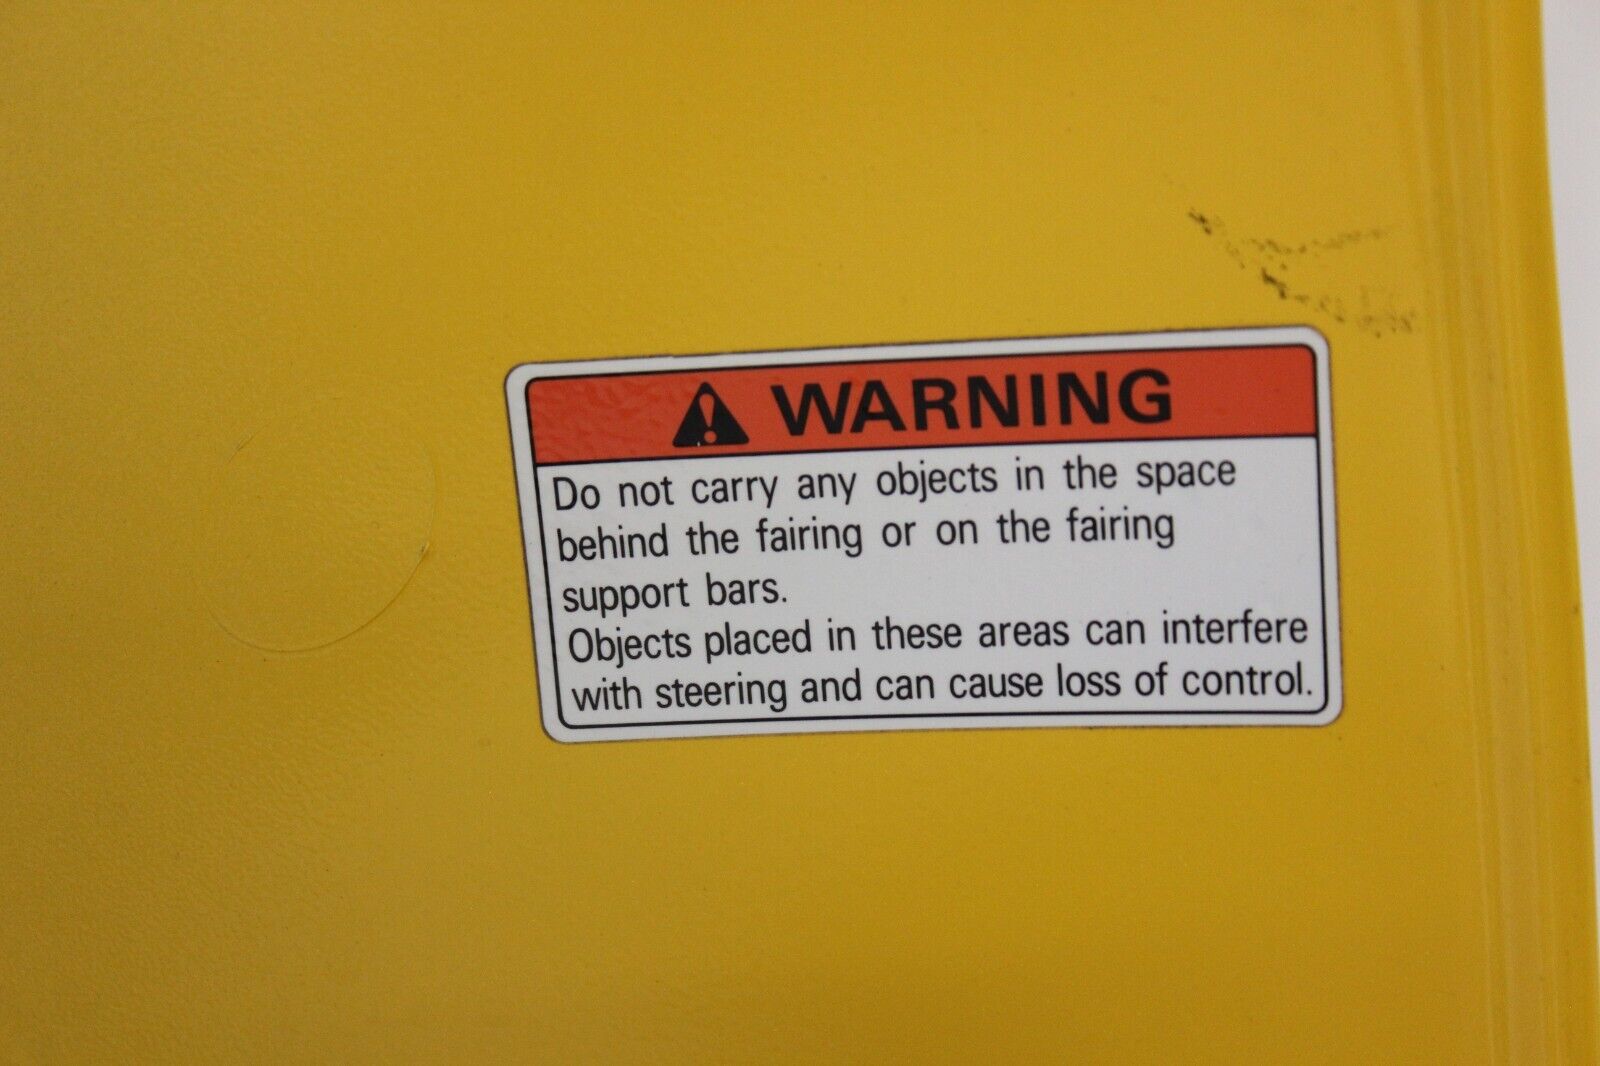 WARNING
Do not carry any objects in the space
behind the fairing or on the fairing
support bars.
Objects placed in these areas can interfere
with steering and can cause loss of control.